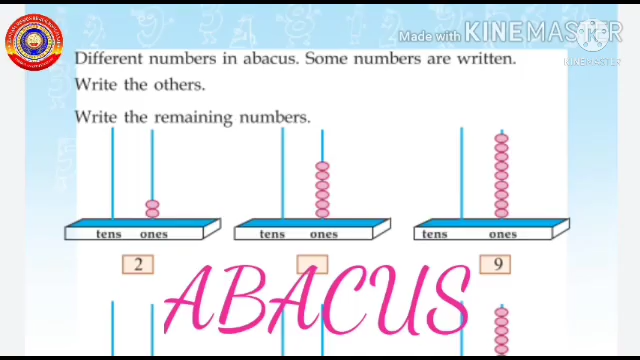 Made with KINEMASTER
KINEMASTER
Different numbers in abacus. Some numbers are written.
Write the others.
Write the remaining numbers.
tens ones
tens ones
tens ones
2
9
ABACUS